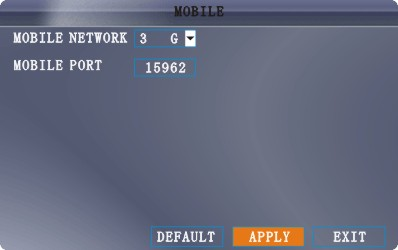 MOBILE
MOBILE NETWORK 3 G
MOBILE PORT 15962
DEFAULT APPLY EXIT